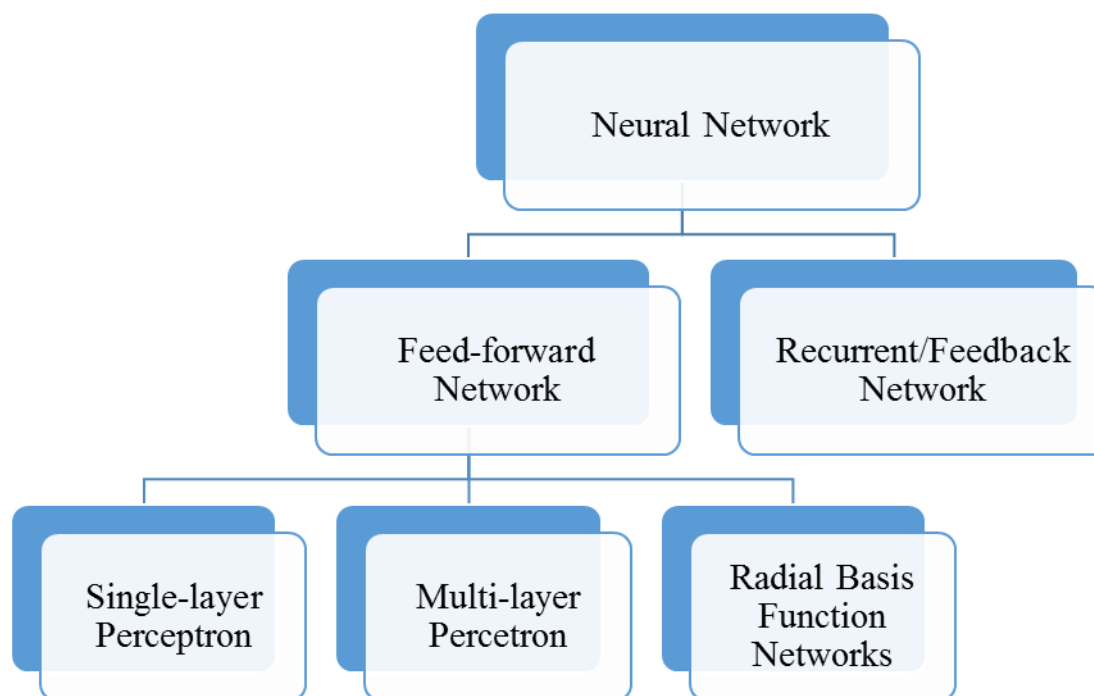 Neural Network
Feed-forward
Network
Recurrent/Feedback
Network
Single-layer
Perceptron
Multi-layer
Percetron
Radial Basis
Function
Networks